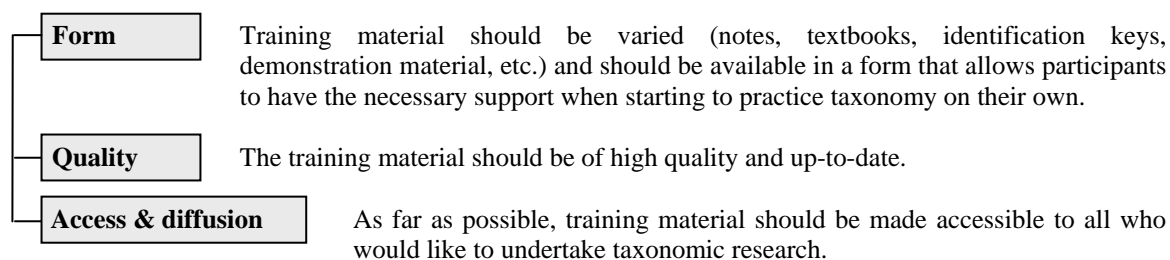 Form Training material should be varied (notes, textbooks, identification keys,
demonstration material, etc.) and should be available in a form that allows participants
to have the necessary support when starting to practice taxonomy on their own.
Quality The training material should be of high quality and up-to-date.
Access & diffusion As far as possible, training material should be made accessible to all who
would like to undertake taxonomic research.